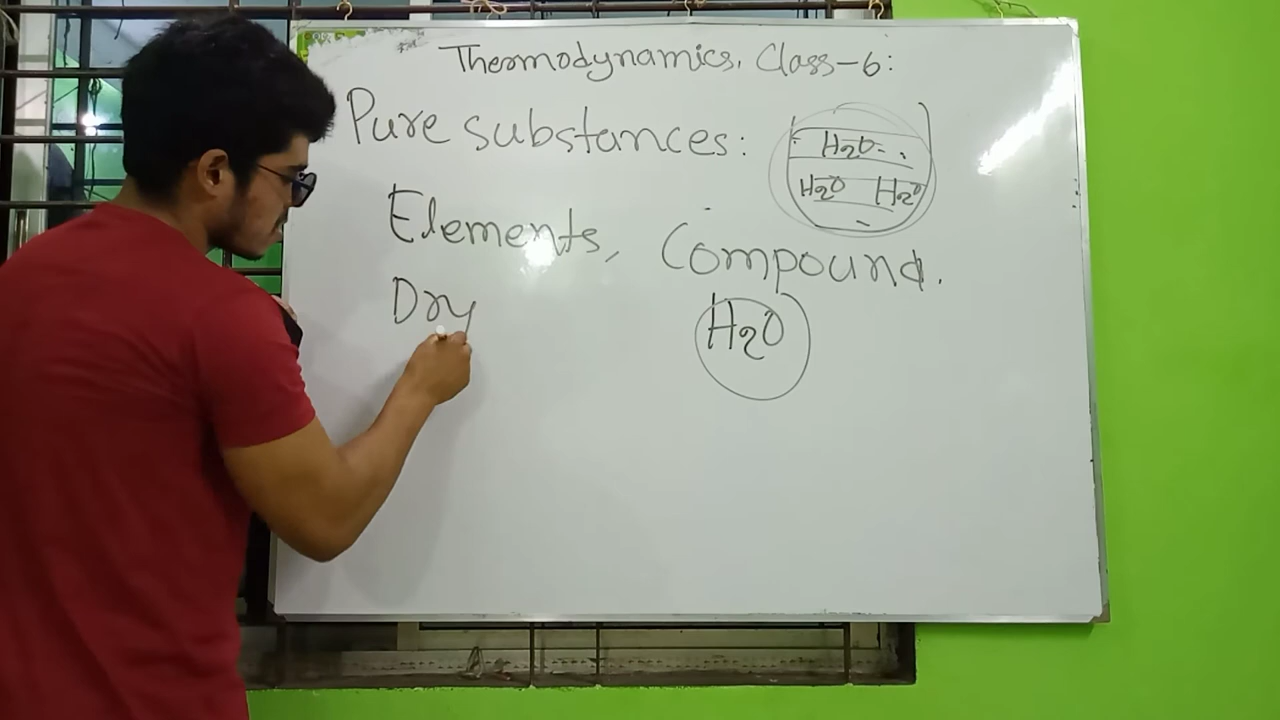 Thermodynamics. Class-6:
Pure substances:
H2O
H2O H2O
Elements, Compound.
Dry
H2O